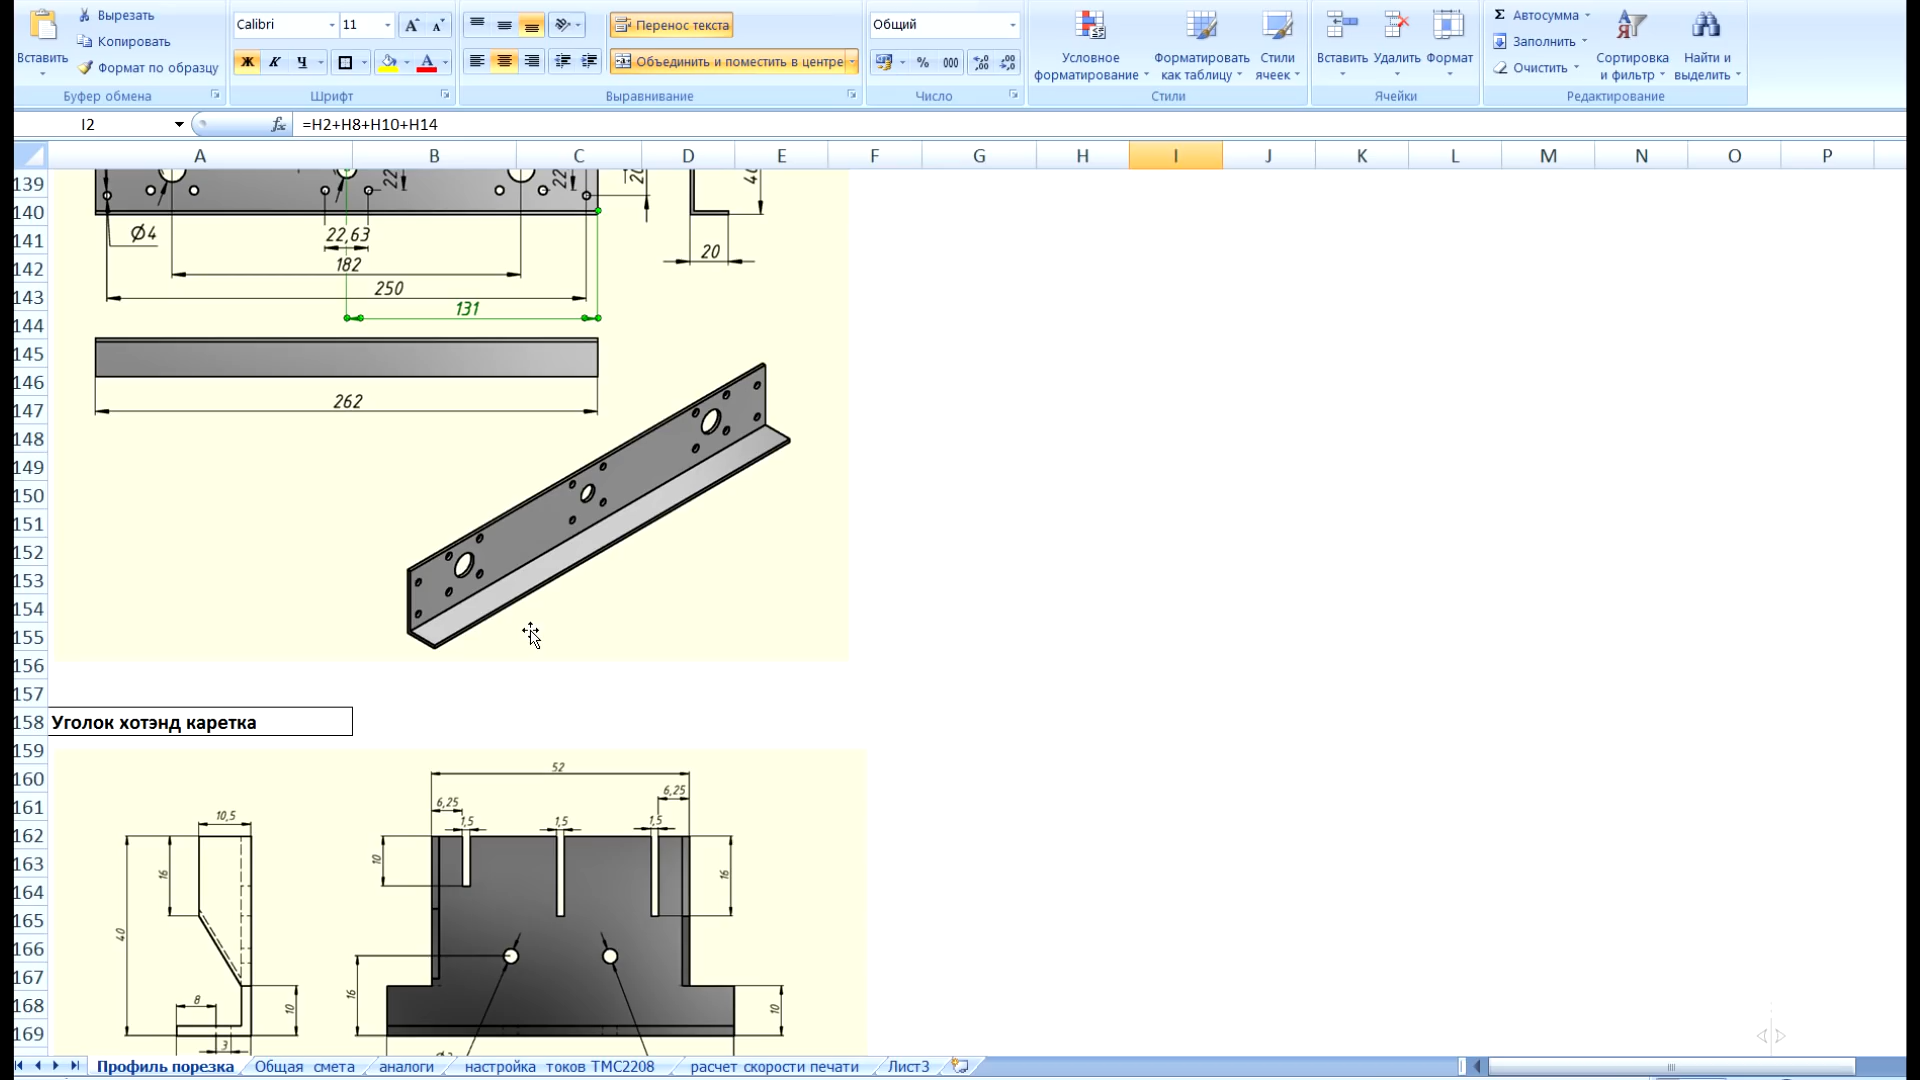 Вставить
Вырезать
Копировать
Формат по образцу
Буфер обмена
Calibri
11
Ж К Ч
Шрифт
Перенос текста
Объединить и поместить в центре
Выравнивание
Общий
% 000
Число
Условное форматирование
Форматировать как таблицу
Стили ячеек
Стили
Вставить
Удалить
Формат
Ячейки
Автосумма
Заполнить
Очистить
Сортировка и фильтр
Найти и выделить
Редактирование
I2
=H2+H8+H10+H14
A B C D E F G H I J K L M N O P
139
140
141
142
143
144
145
146
147
148
149
150
151
152
153
154
155
156
157
158
159
160
161
162
163
164
165
166
167
168
169
Ø4
22,63
182
250
131
20
262
Уголок хотэнд каретка
52
6,25
6,25
10,5
1,5
1,5
1,5
16
10
16
40
16
8
10
10
3
Профиль порезка
Общая смета
аналоги
настройка токов TMC2208
расчет скорости печати
Лист3